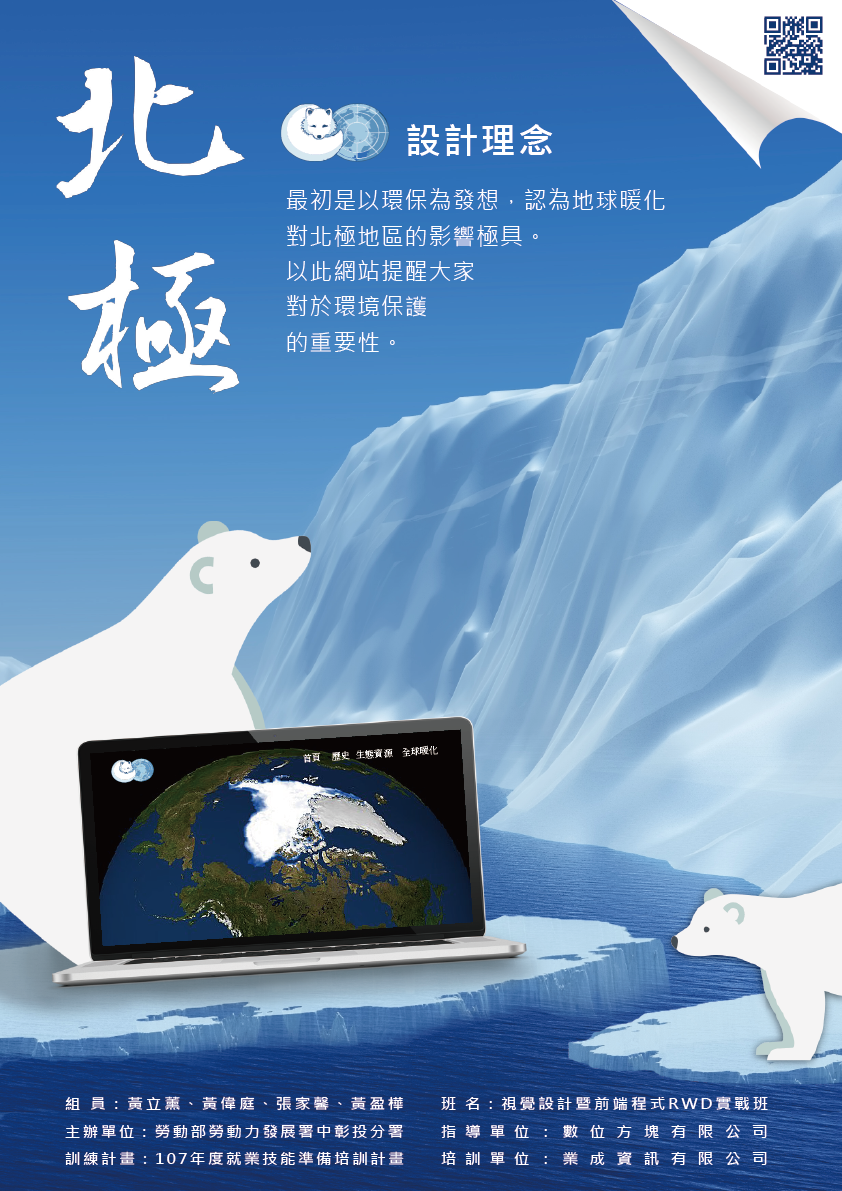 北極
設計理念
最初是以環保為發想，認為地球暖化
對北極地區的影響極具。
以此網站提醒大家
對於環境保護
的重要性。
首頁 歷史 生態資源 全球暖化
組員：黃立薰、黃偉庭、張家馨、黃盈樺
主辦單位：勞動部勞動力發展署中彰投分署
訓練計畫：107年度就業技能準備培訓計畫
班名：視覺設計暨前端程式RWD實戰班
指導單位：數位方塊有限公司
培訓單位：業成資訊有限公司